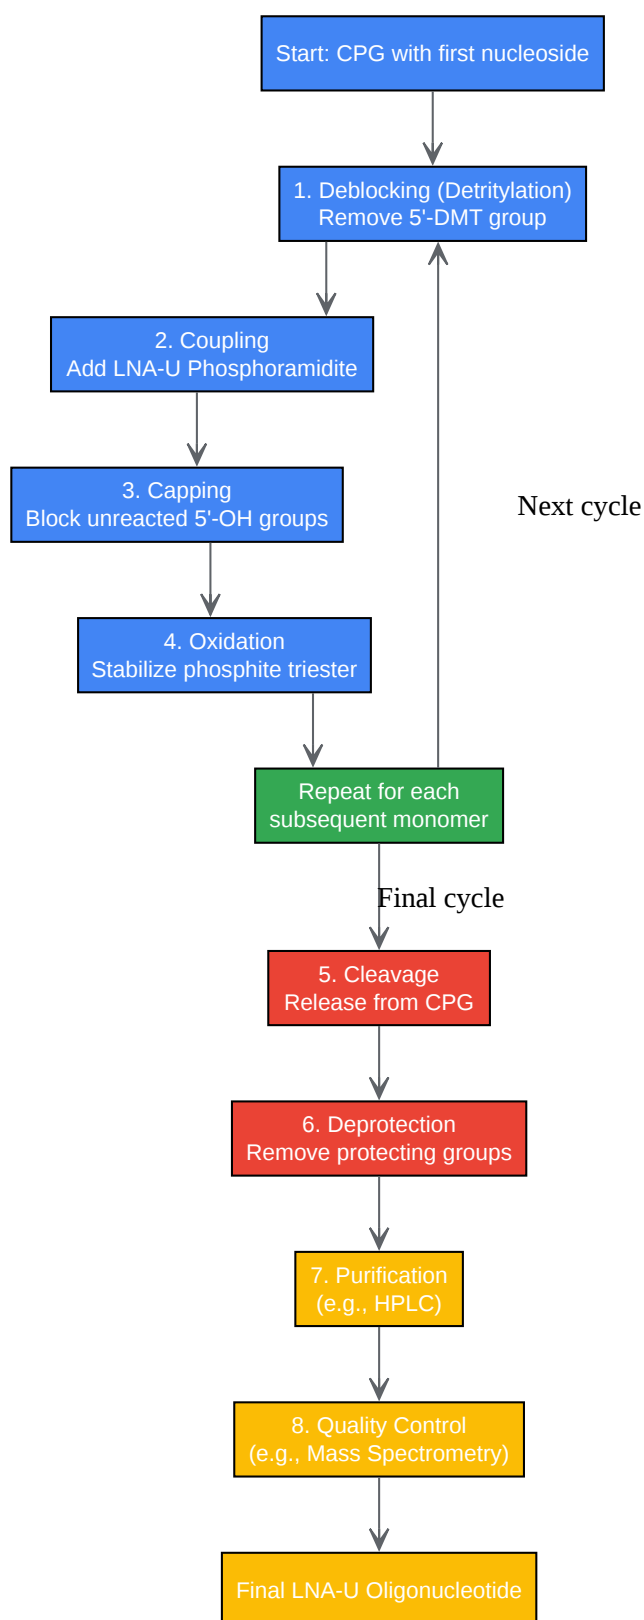 Start: CPG with first nucleoside
1. Deblocking (Detritylation)
Remove 5'-DMT group
2. Coupling
Add LNA-U Phosphoramidite
3. Capping
Block unreacted 5'-OH groups
Next cycle
4. Oxidation
Stabilize phosphite triester
Repeat for each
subsequent monomer
Final cycle
5. Cleavage
Release from CPG
6. Deprotection
Remove protecting groups
7. Purification
(e.g., HPLC)
8. Quality Control
(e.g., Mass Spectrometry)
Final LNA-U Oligonucleotide